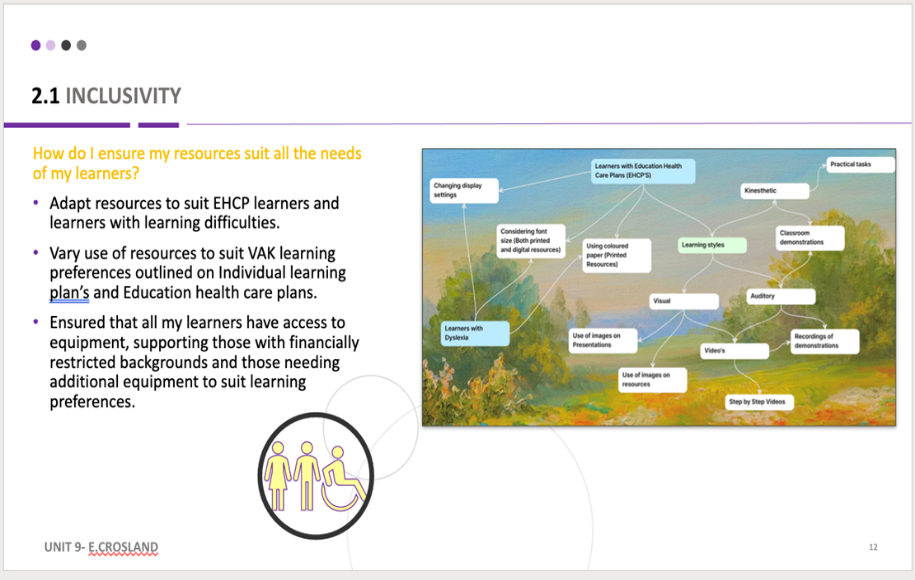 2.1 INCLUSIVITY
How do I ensure my resources suit all the needs
of my learners?
• Adapt resources to suit EHCP learners and
learners with learning difficulties.
• Vary use of resources to suit VAK learning
preferences outlined on Individual learning
plan's and Education health care plans.
• Ensured that all my learners have access to
equipment, supporting those with financially
restricted backgrounds and those needing
additional equipment to suit learning
preferences.
Learners with Education Health
Care Plans (EHCP'S)
Practical tasks
Changing display
settings
Kinesthetic
Considering font
size (Both printed
and digital resources)
Using coloured
paper (Printed
Resources)
Learning styles
Classroom
demonstrations
Visual
Auditory
Learners with
Dyslexia
Use of images on
Presentations
Video's
Recordings of
demonstrations
Use of images on
resources
Step by Step Videos
UNIT 9- E.CROSLAND
12